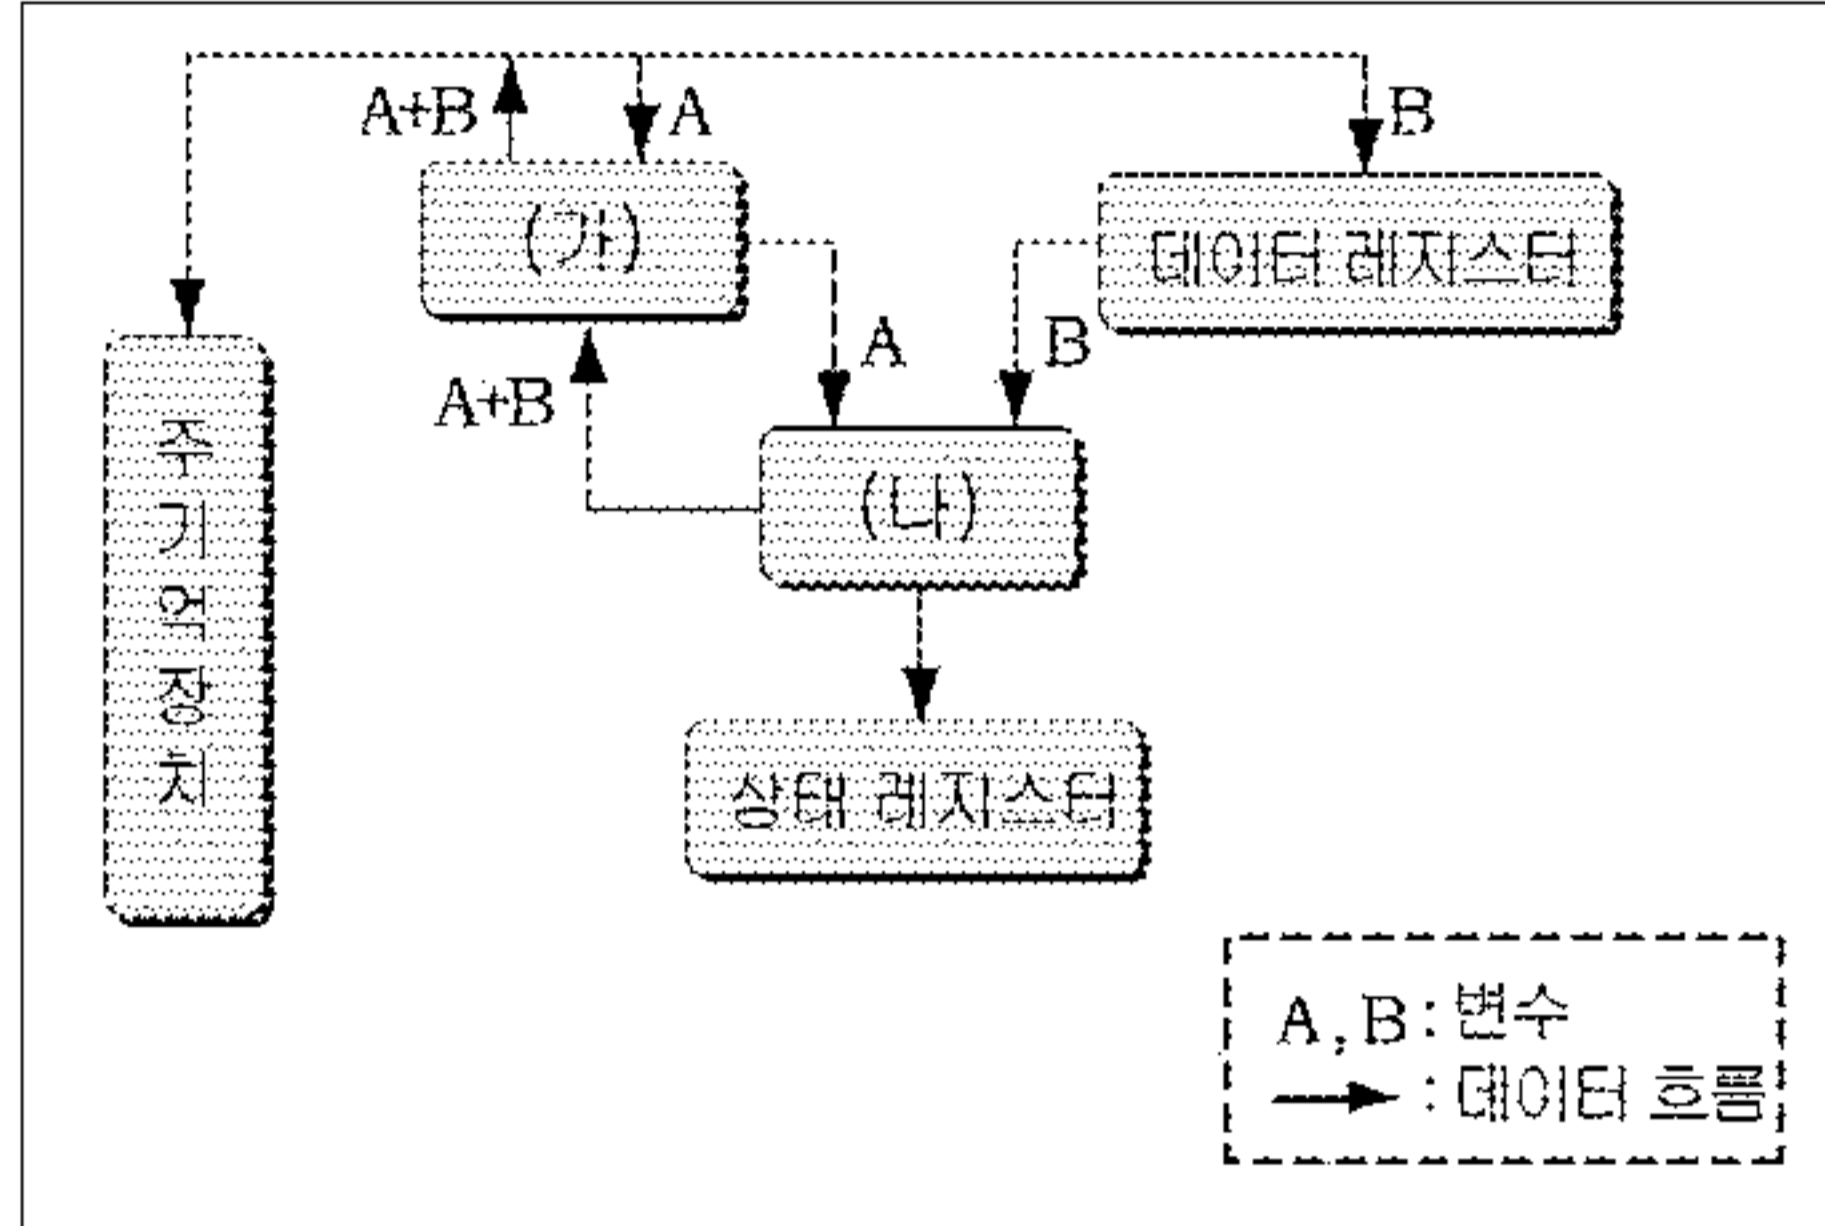 A+B
A
B
(가)
데이터 레지스터
A
B
A+B
주기억장치
(나)
상태 레지스터
A, B : 변수
: 데이터 흐름